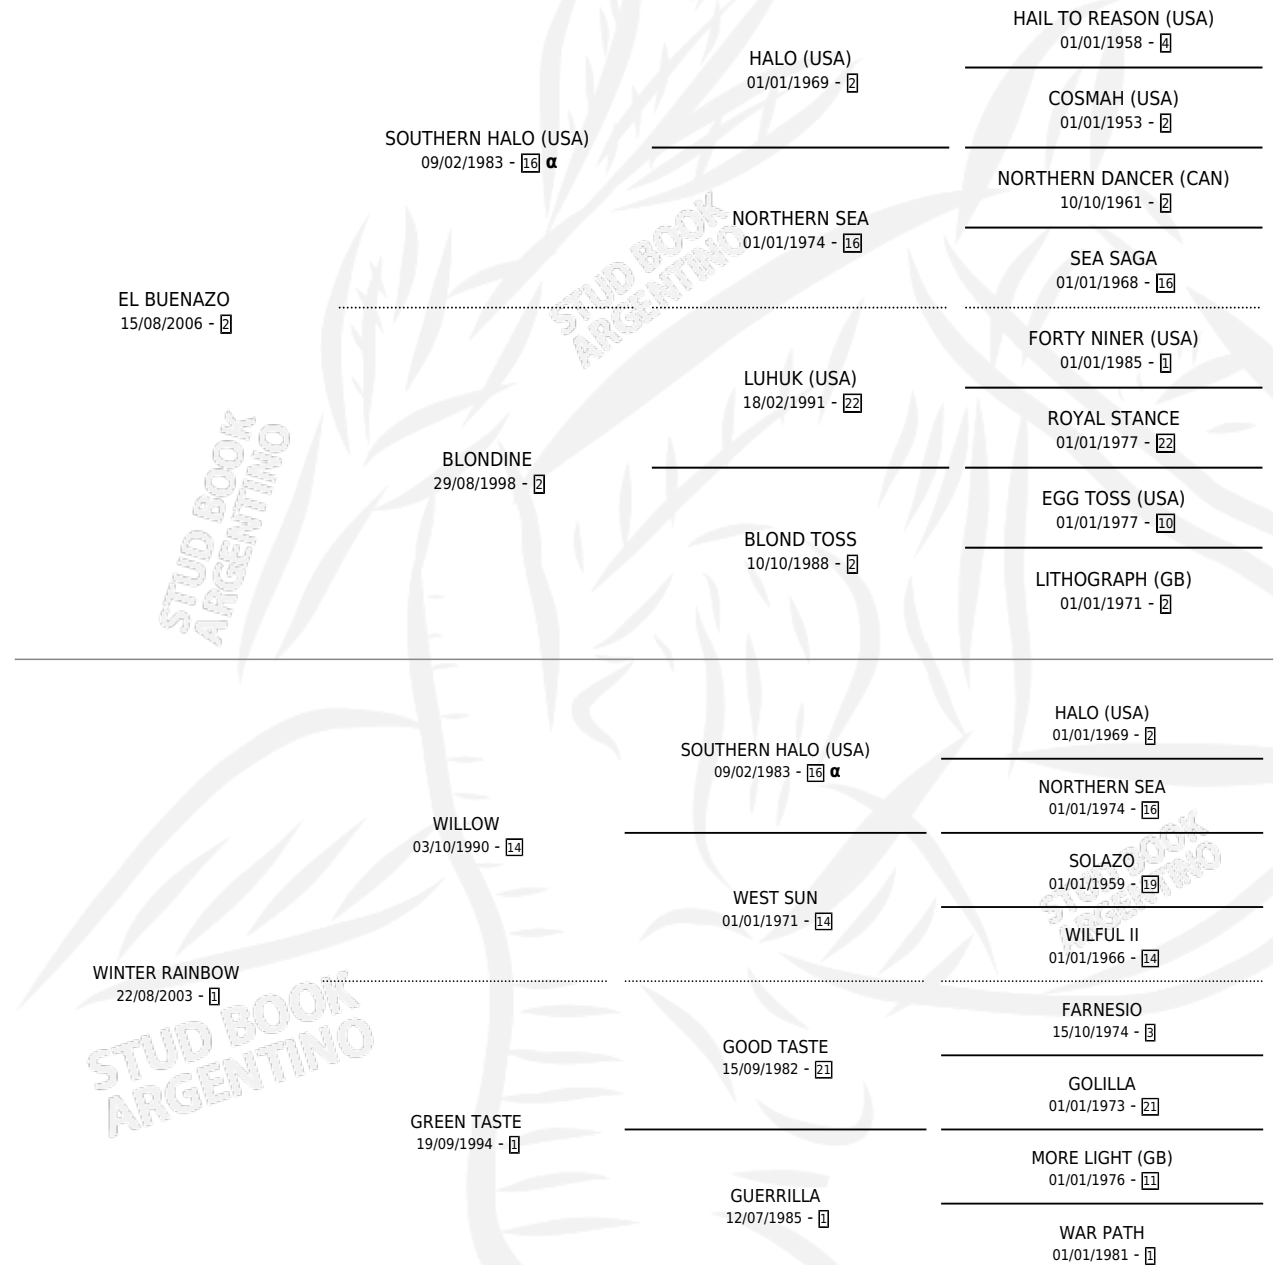 HAIL TO REASON (USA)
01/01/1958 - 4
HALO (USA)
01/01/1969 - 2
COSMAH (USA)
01/01/1953 - 2
SOUTHERN HALO (USA)
09/02/1983 - 16 α
NORTHERN DANCER (CAN)
10/10/1961 - 2
NORTHERN SEA
01/01/1974 - 16
SEA SAGA
01/01/1968 - 16
EL BUENAZO
15/08/2006 - 2
FORTY NINER (USA)
01/01/1985 - 1
LUHUK (USA)
18/02/1991 - 22
ROYAL STANCE
01/01/1977 - 22
BLONDINE
29/08/1998 - 2
EGG TOSS (USA)
01/01/1977 - 10
BLOND TOSS
10/10/1988 - 2
LITHOGRAPH (GB)
01/01/1971 - 2
HALO (USA)
01/01/1969 - 2
SOUTHERN HALO (USA)
09/02/1983 - 16 α
NORTHERN SEA
01/01/1974 - 16
WILLOW
03/10/1990 - 14
SOLAZO
01/01/1959 - 19
WEST SUN
01/01/1971 - 14
WILFUL II
01/01/1966 - 14
WINTER RAINBOW
22/08/2003 - 1
FARNESIO
15/10/1974 - 3
GOOD TASTE
15/09/1982 - 21
GOLILLA
01/01/1973 - 21
GREEN TASTE
19/09/1994 - 1
MORE LIGHT (GB)
01/01/1976 - 11
GUERRILLA
12/07/1985 - 1
WAR PATH
01/01/1981 - 1
STUD BOOK
ARGENTINO
STUD BOOK
ARGENTINO
STUD BOOK
ARGENTINO
STUD BOOK
ARGENTINO